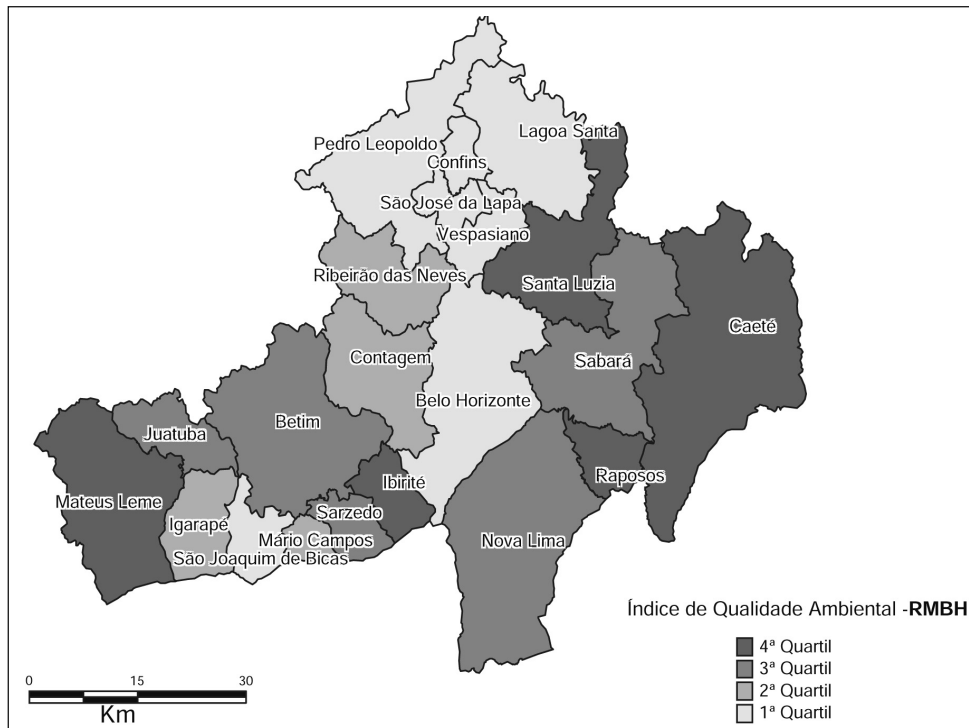 Lagoa Santa
Pedro Leopoldo
Confins
São José da Lapa
Vespasiano
Ribeirão das Neves
Santa Luzia
Caeté
Contagem
Sabará
Belo Horizonte
Betim
Juatuba
Raposos
Ibirité
Mateus Leme
Sarzedo
Igarapé
Mário Campos
Nova Lima
São Joaquim de Bicas
Índice de Qualidade Ambiental -RMBH
4ª Quartil
3ª Quartil
2ª Quartil
1ª Quartil
0 15 30
Km